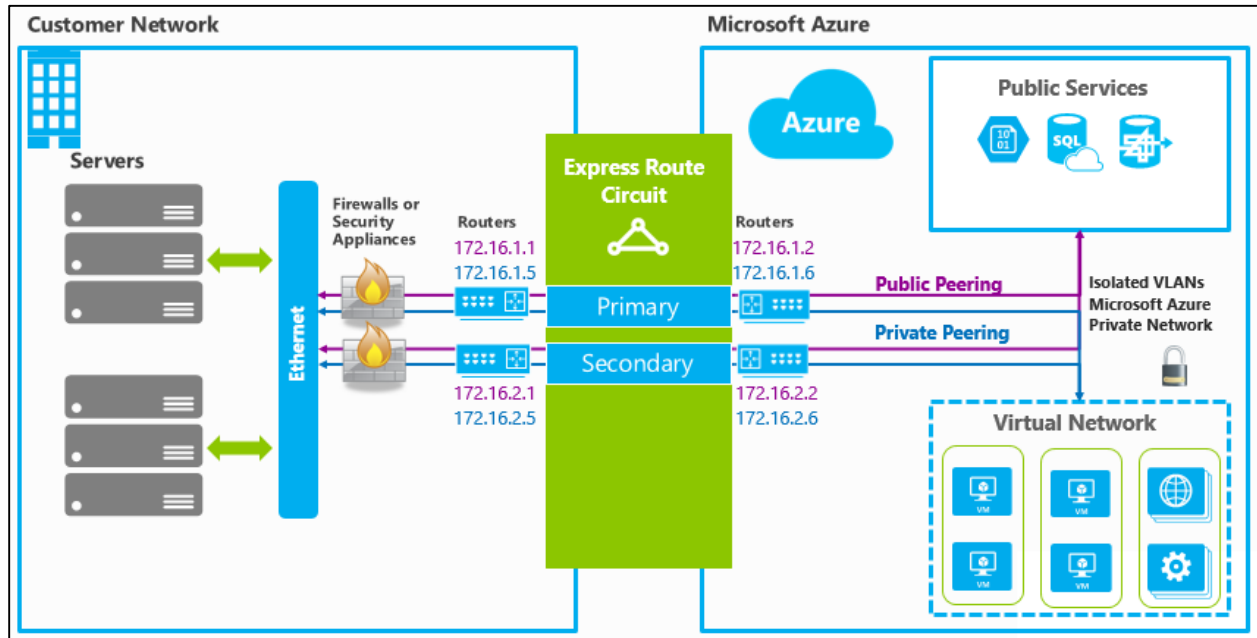 Customer Network
Microsoft Azure
Servers
Ethernet
Firewalls or
Security
Appliances
Routers
172.16.1.1
172.16.1.5
172.16.2.1
172.16.2.5
Express Route
Circuit
Primary
Secondary
Routers
172.16.1.2
172.16.1.6
172.16.2.2
172.16.2.6
Azure
Public Peering
Private Peering
Public Services
10
01
SQL
Isolated VLANs
Microsoft Azure
Private Network
Virtual Network
VM
VM
VM
VM